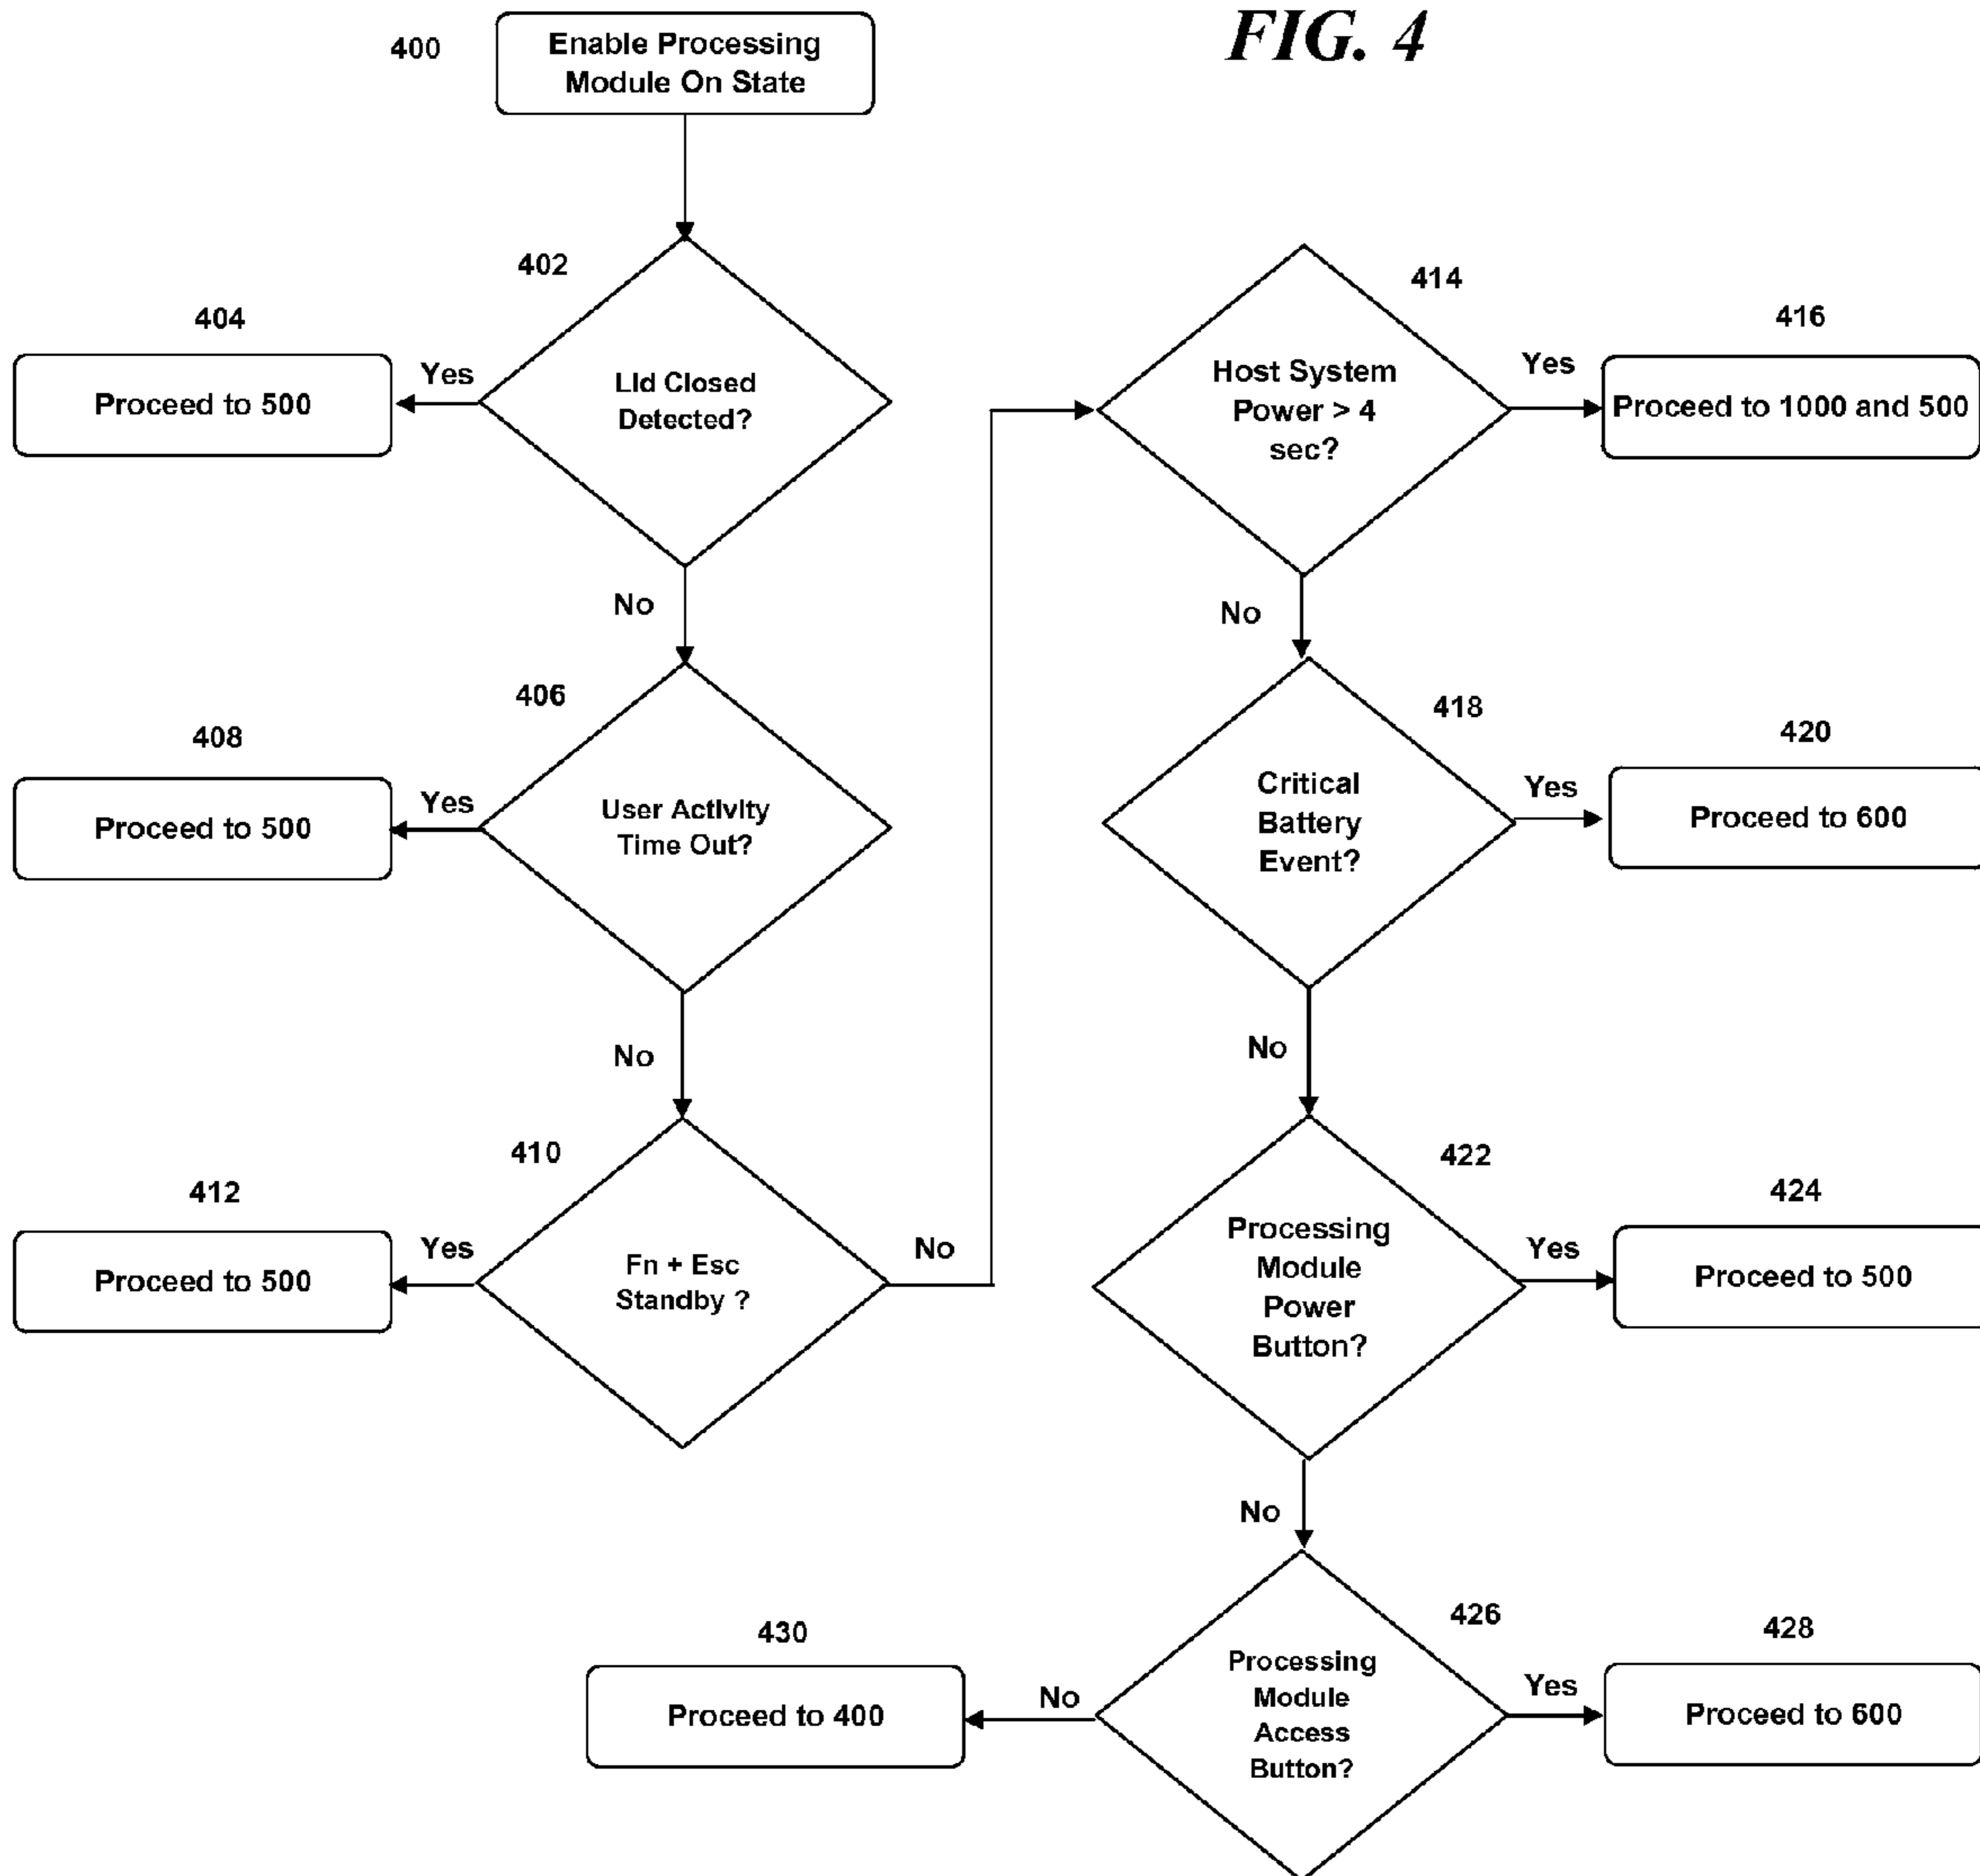 FIG. 4
400
Enable Processing
Module On State
402
Lid Closed
Detected?
Yes
404
Proceed to 500
No
406
User Activity
Time Out?
Yes
408
Proceed to 500
No
410
Fn + Esc
Standby ?
Yes
412
Proceed to 500
No
414
Host System
Power > 4
sec?
Yes
416
Proceed to 1000 and 500
No
418
Critical
Battery
Event?
Yes
420
Proceed to 600
No
422
Processing
Module
Power
Button?
Yes
424
Proceed to 500
No
426
Processing
Module
Access
Button?
Yes
428
Proceed to 600
No
430
Proceed to 400